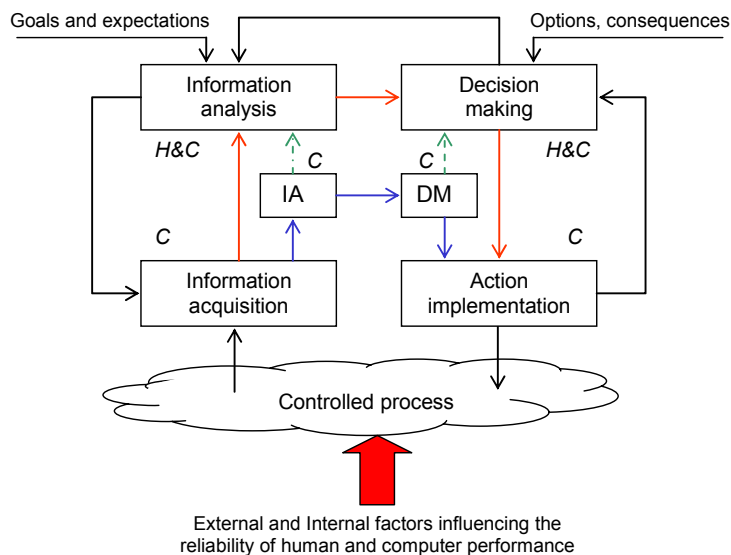 Goals and expectations
Options, consequences
Information
analysis
Decision
making
H&C
C
C
H&C
IA
DM
C
C
Information
acquisition
Action
implementation
Controlled process
External and Internal factors influencing the
reliability of human and computer performance